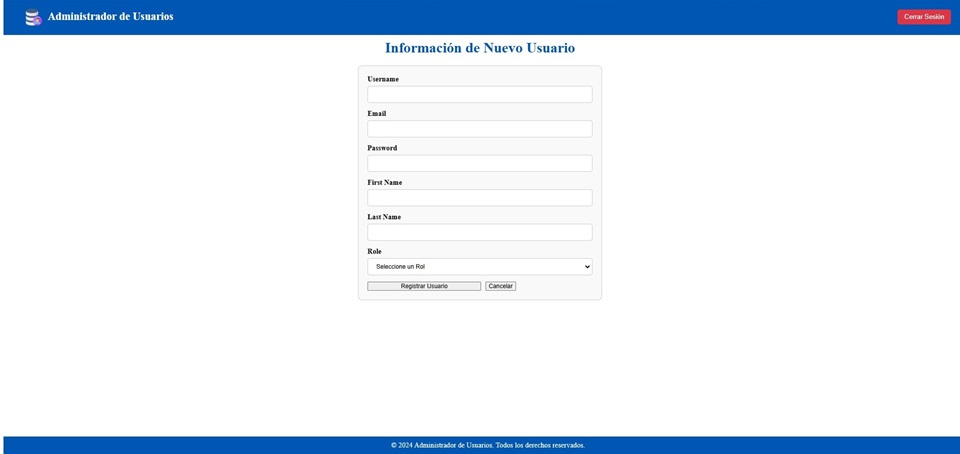 Administrador de Usuarios
Cerrar Sesión
Información de Nuevo Usuario
Username
Email
Password
First Name
Last Name
Role
Seleccione un Rol
Registrar Usuario Cancelar
© 2024 Administrador de Usuarios. Todos los derechos reservados.